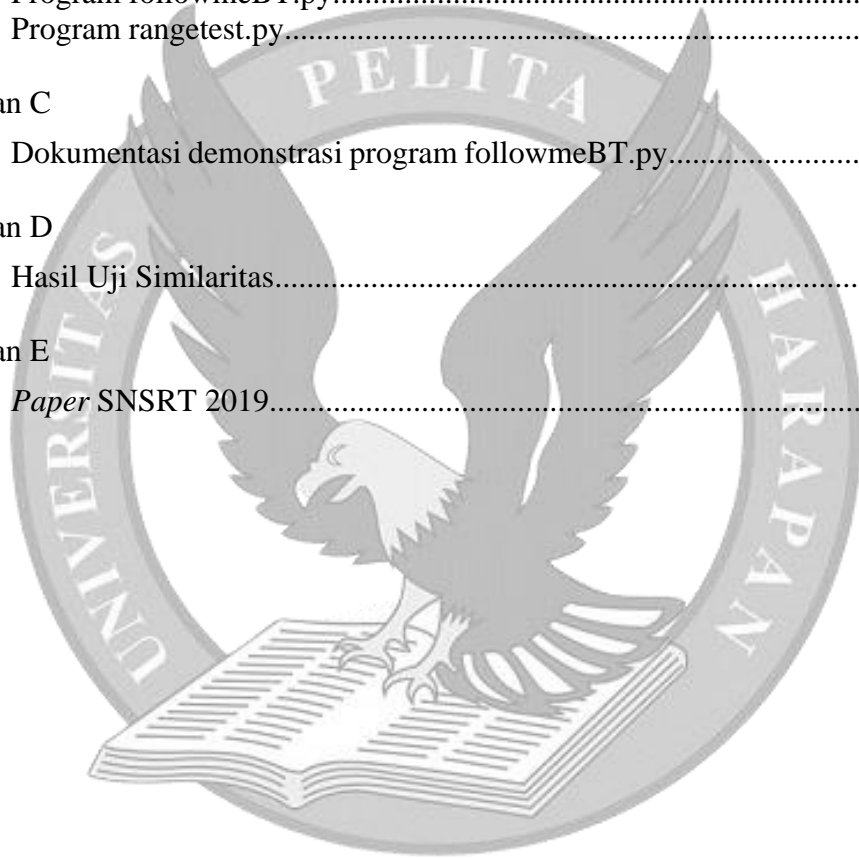 Program followmeBT.py
Program rangetest.py
an C
Dokumentasi demonstrasi program followmeBT.py
an D
Hasil Uji Similaritas
an E
Paper SNSRT 2019
UNIVERSITAS PELITA HARAPAN